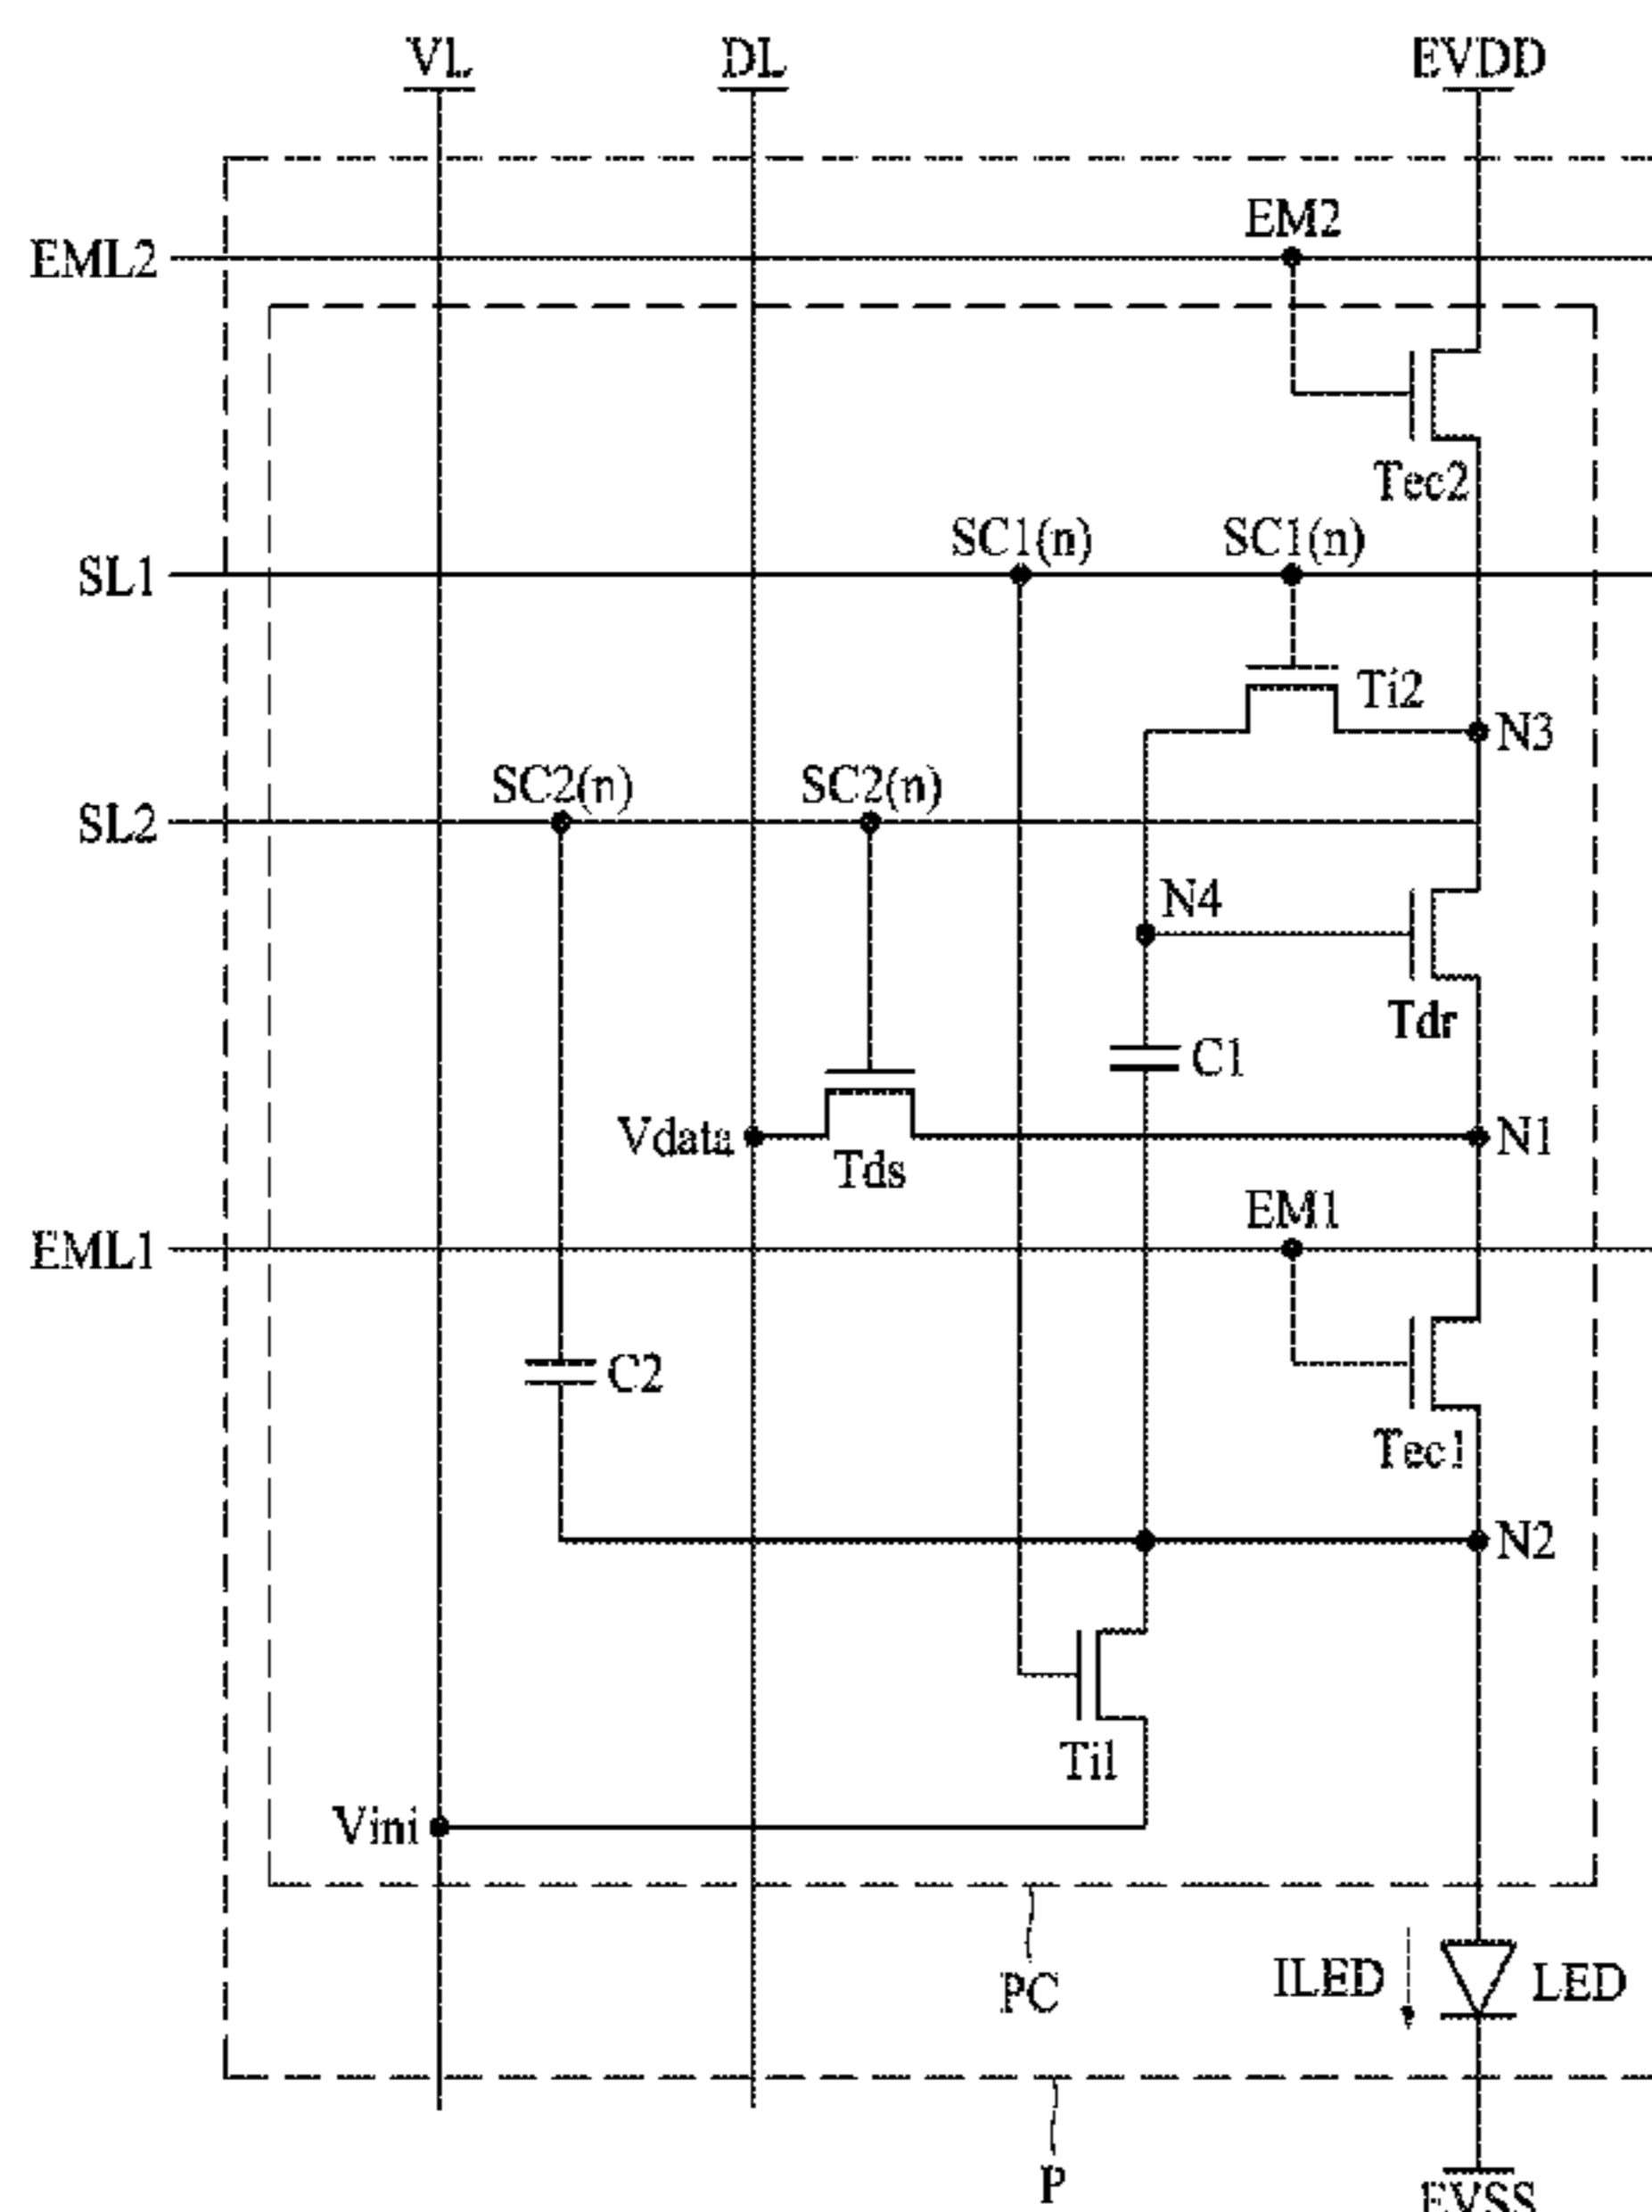 VL
DL
EVDD
EM2
EML2
Tec2
SC1(n)
SC1(n)
SL1
Ti2
N3
SC2(n)
SC2(n)
SL2
N4
Tdr
C1
Vdata
N1
Tds
EM1
EML1
C2
Tec1
N2
Ti1
Vini
ILED
LED
PC
P
EVSS